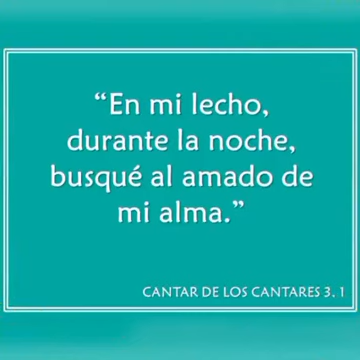 “En mi lecho,
durante la noche,
busqué al amado de
mi alma.”
CANTAR DE LOS CANTARES 3, 1